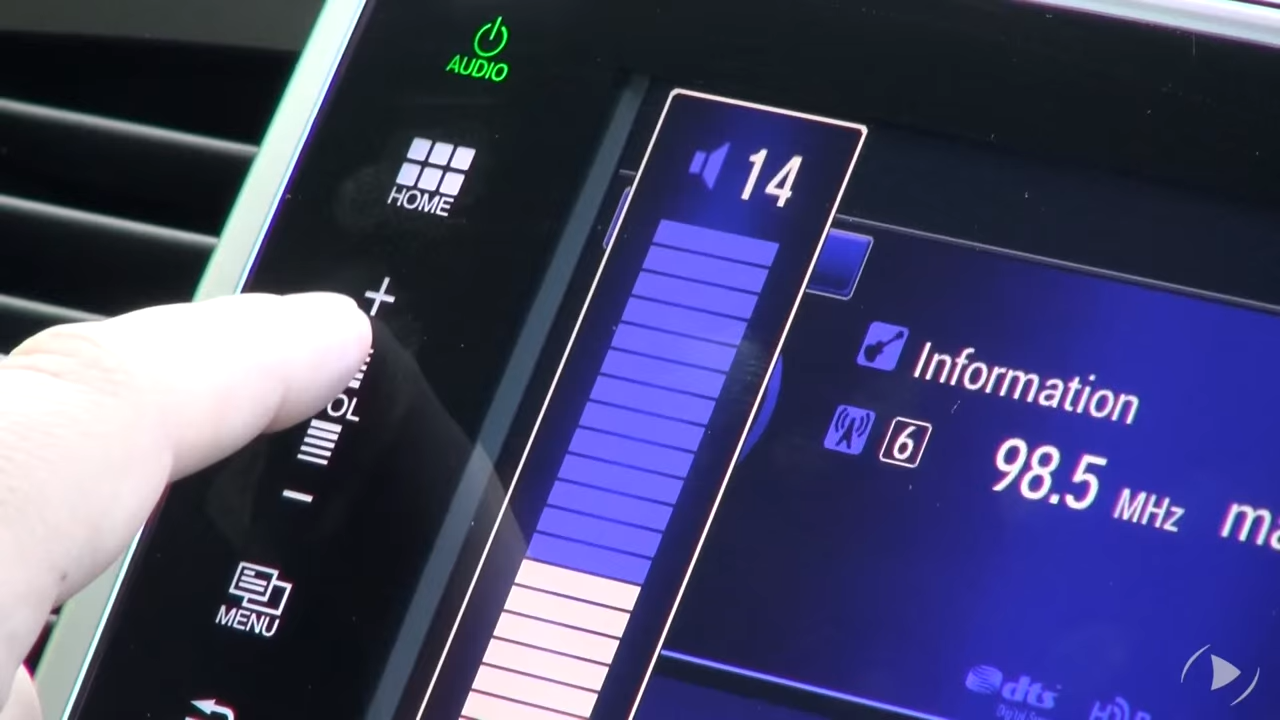 AUDIO
HOME
14
+
OL
-
MENU
Information
6
98.5 MHz
dts